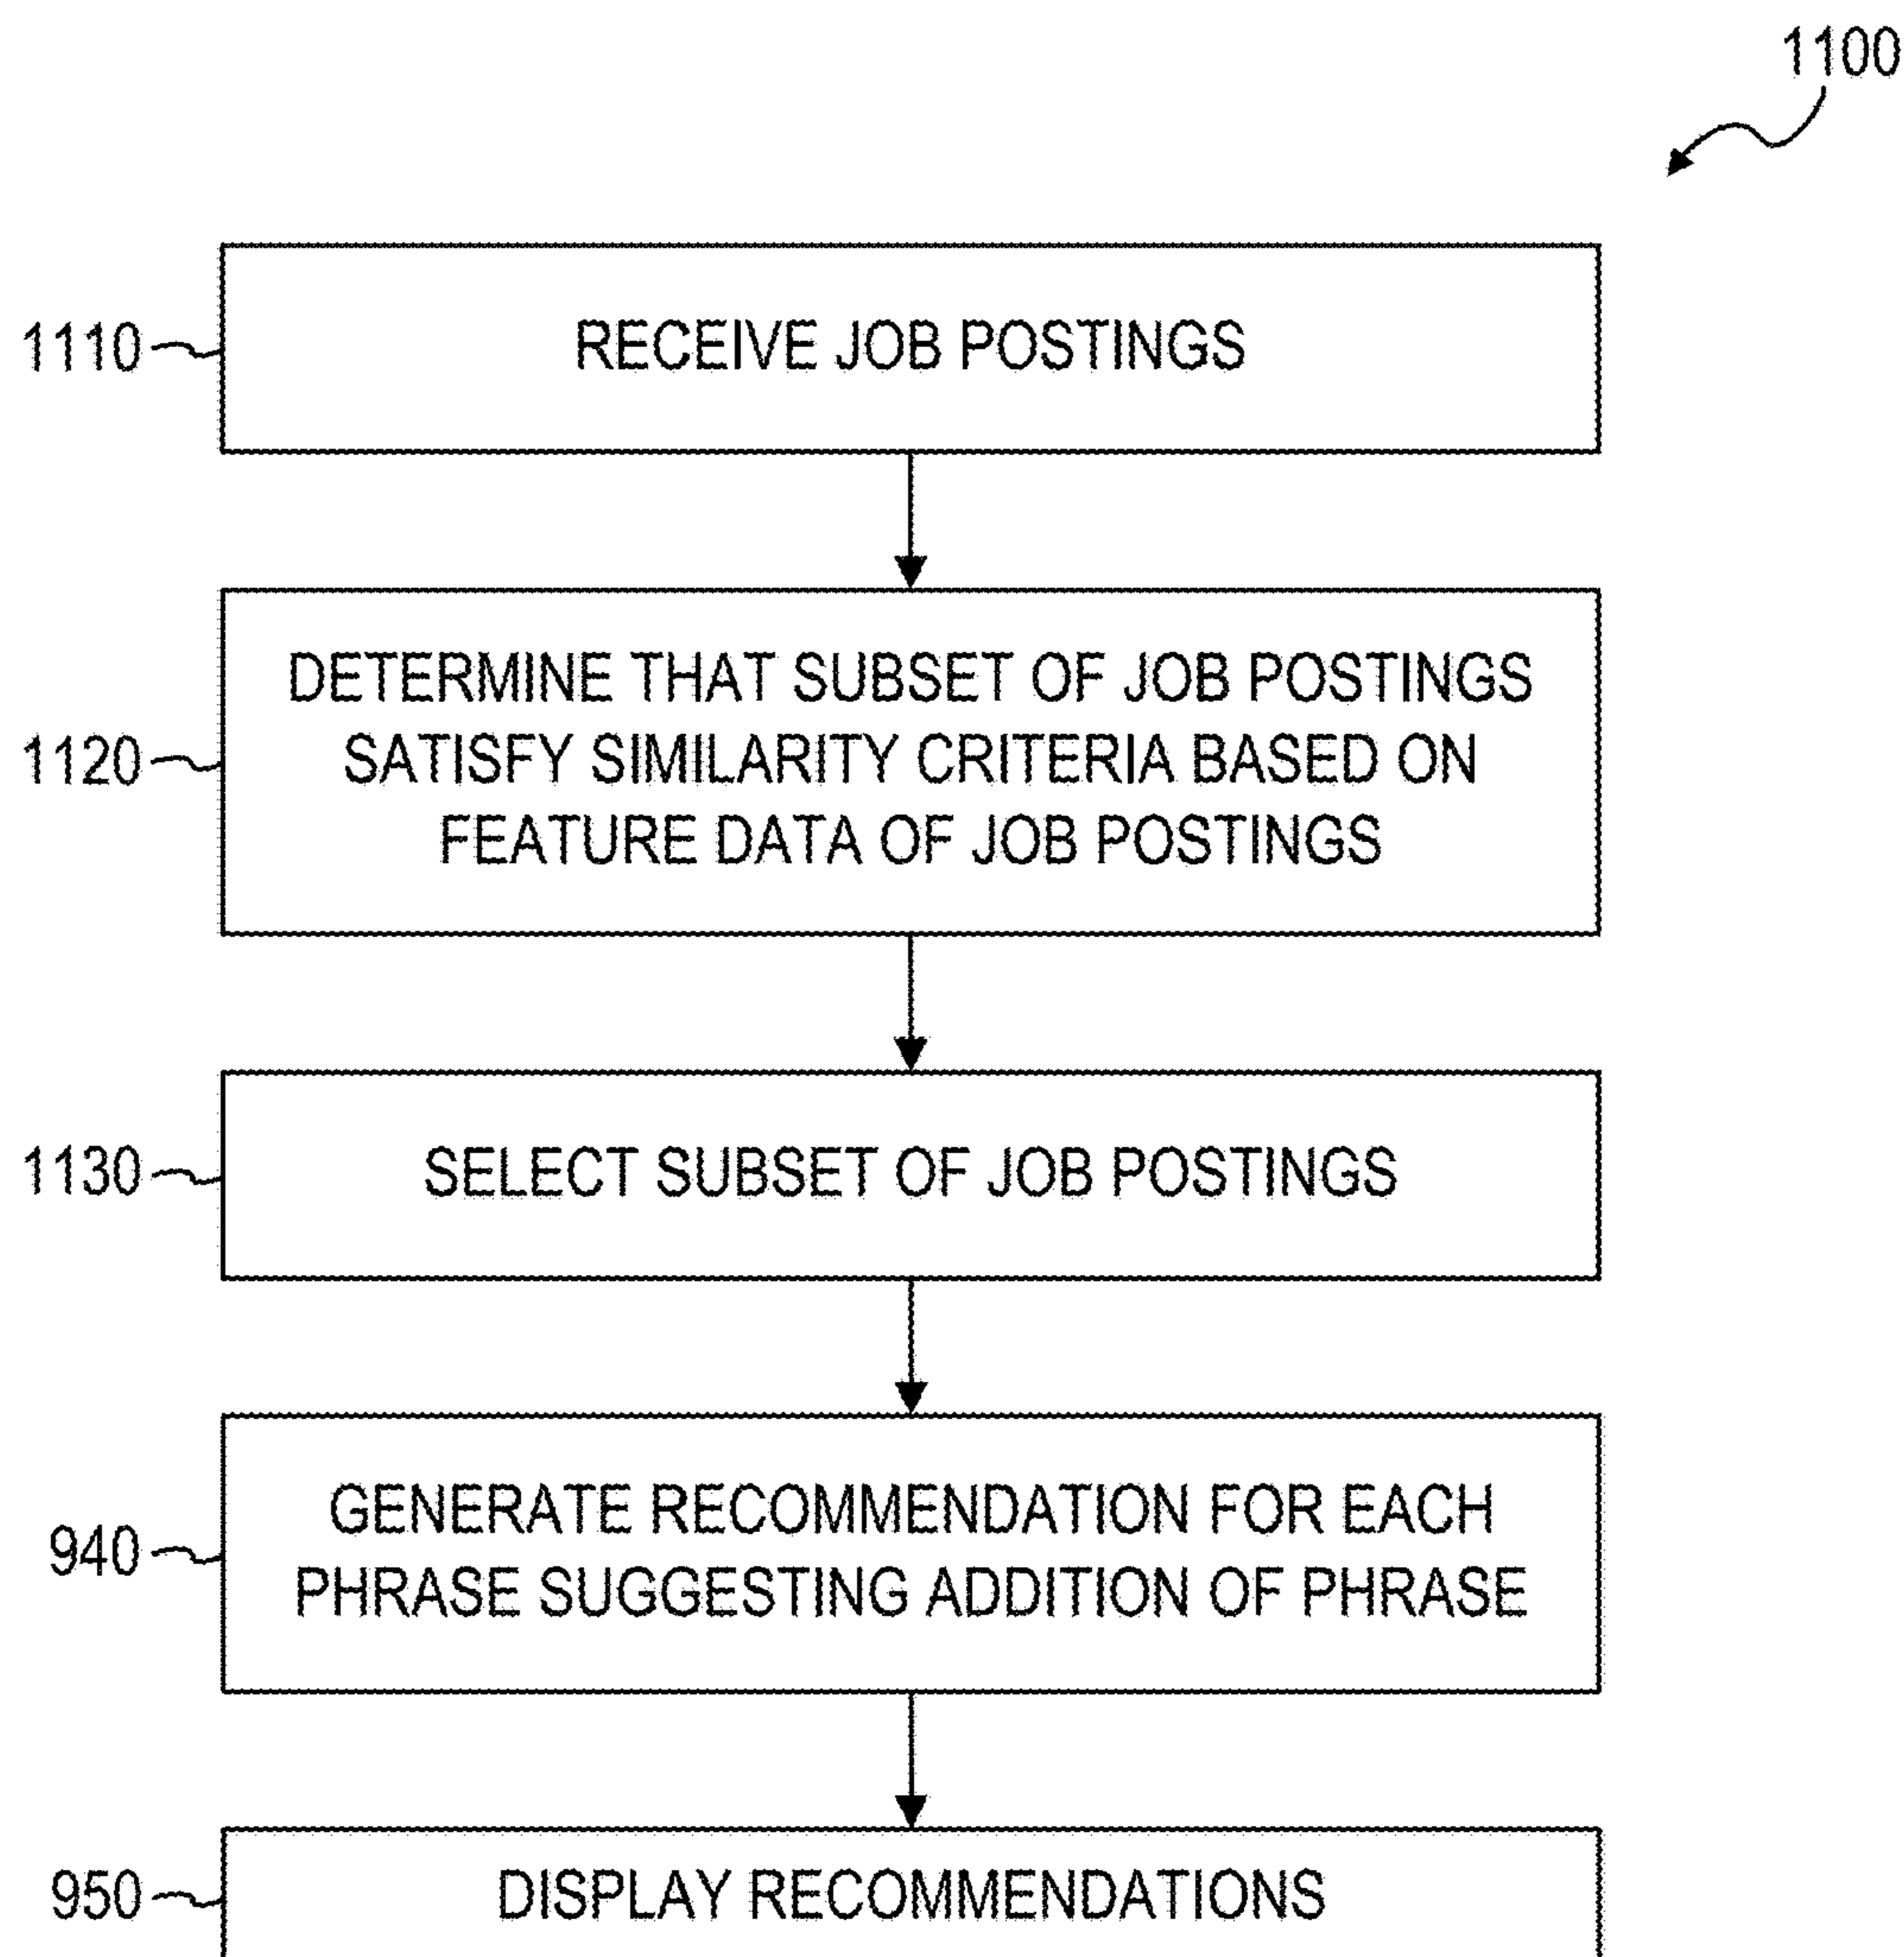 1100
1110
RECEIVE JOB POSTINGS
DETERMINE THAT SUBSET OF JOB POSTINGS
1120
SATISFY SIMILARITY CRITERIA BASED ON
FEATURE DATA OF JOB POSTINGS
1130
SELECT SUBSET OF JOB POSTINGS
GENERATE RECOMMENDATION FOR EACH
940
PHRASE SUGGESTING ADDITION OF PHRASE
950
DISPLAY RECOMMENDATIONS